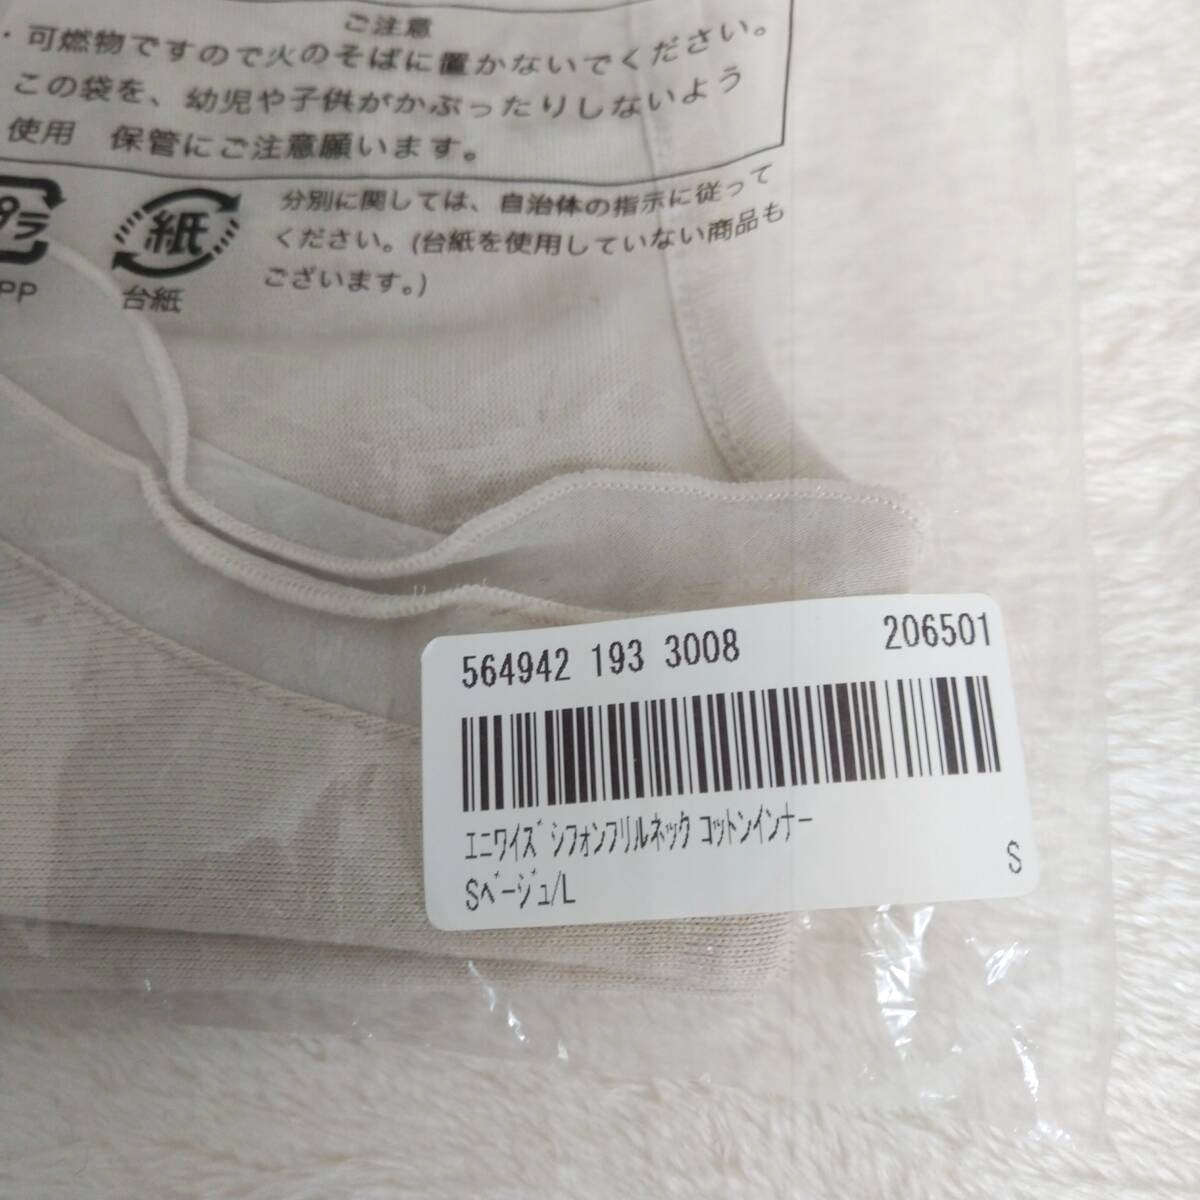 ご注意
・可燃物ですので火のそばに置かないでください。
この袋を、幼児や子供がかぶったりしないよう
使用 保管にご注意願います。
プラ
PP
紙
台紙
分別に関しては、自治体の指示に従って
ください。(台紙を使用していない商品も
ございます。)
564942 193 3008 206501
ｴﾆﾜｲｽﾞ ｼﾌｫﾝﾌﾘﾙﾈｯｸ ｺｯﾄﾝｲﾝﾅｰ
Sﾍﾞｰｼﾞｭ/L S